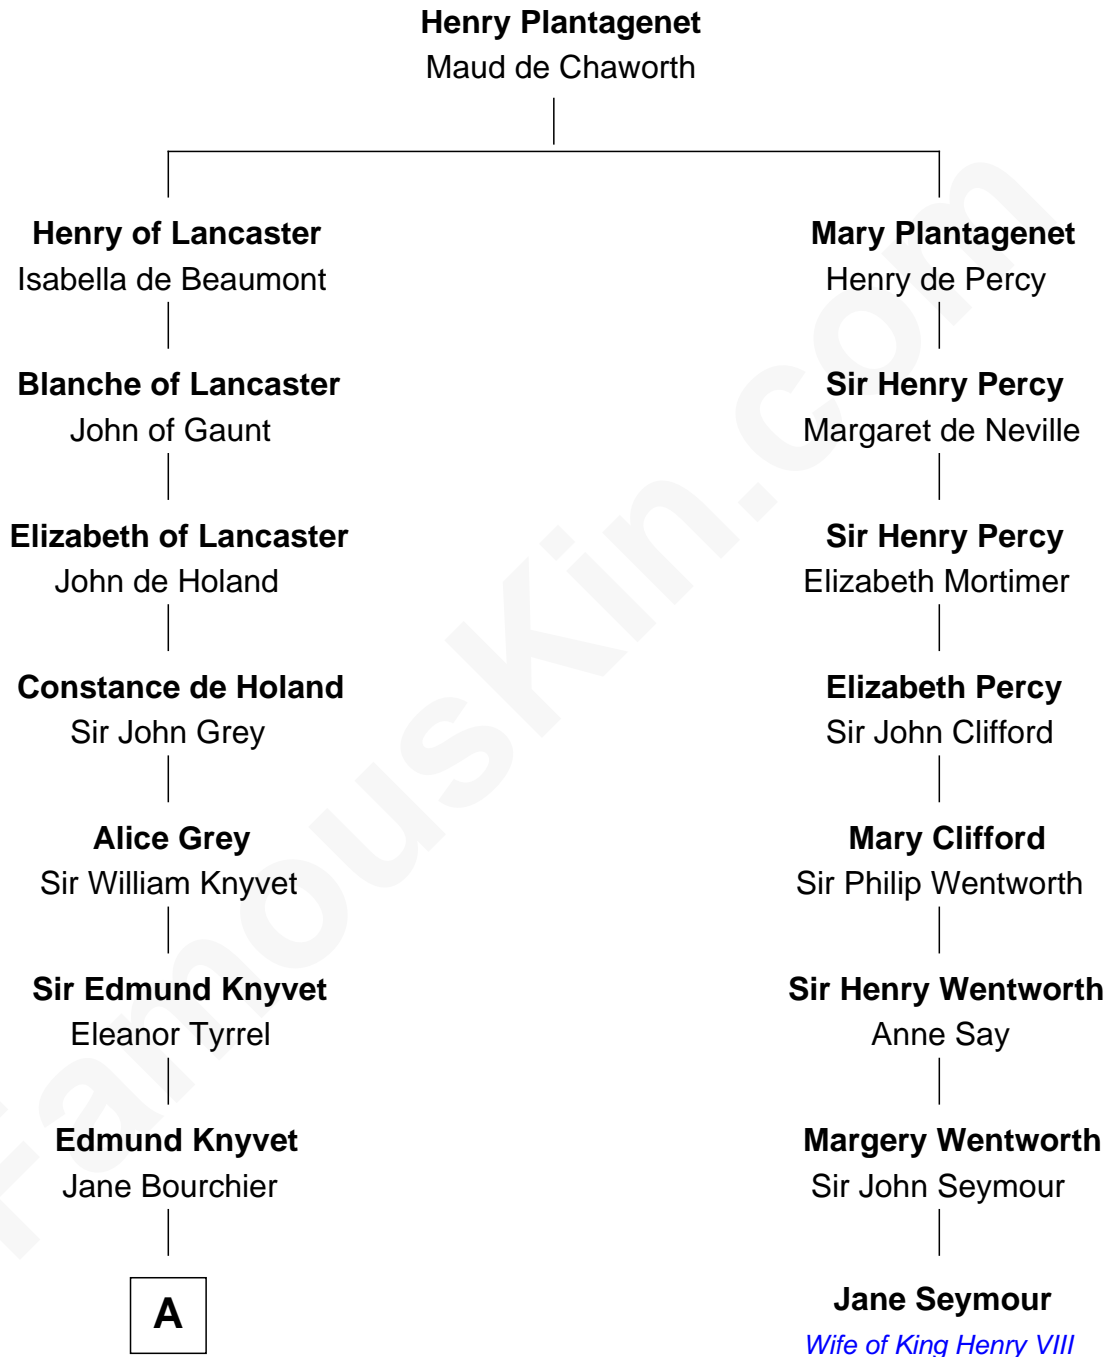 Henry Plantagenet
Maud de Chaworth
Henry of Lancaster
Isabella de Beaumont
Mary Plantagenet
Henry de Percy
Blanche of Lancaster
John of Gaunt
Sir Henry Percy
Margaret de Neville
Elizabeth of Lancaster
John de Holand
Sir Henry Percy
Elizabeth Mortimer
Constance de Holand
Sir John Grey
Elizabeth Percy
Sir John Clifford
Alice Grey
Sir William Knyvet
Mary Clifford
Sir Philip Wentworth
Sir Edmund Knyvet
Eleanor Tyrrel
Sir Henry Wentworth
Anne Say
Edmund Knyvet
Jane Bourchier
Margery Wentworth
Sir John Seymour
A
Jane Seymour
Wife of King Henry VIII
FamousKin.com